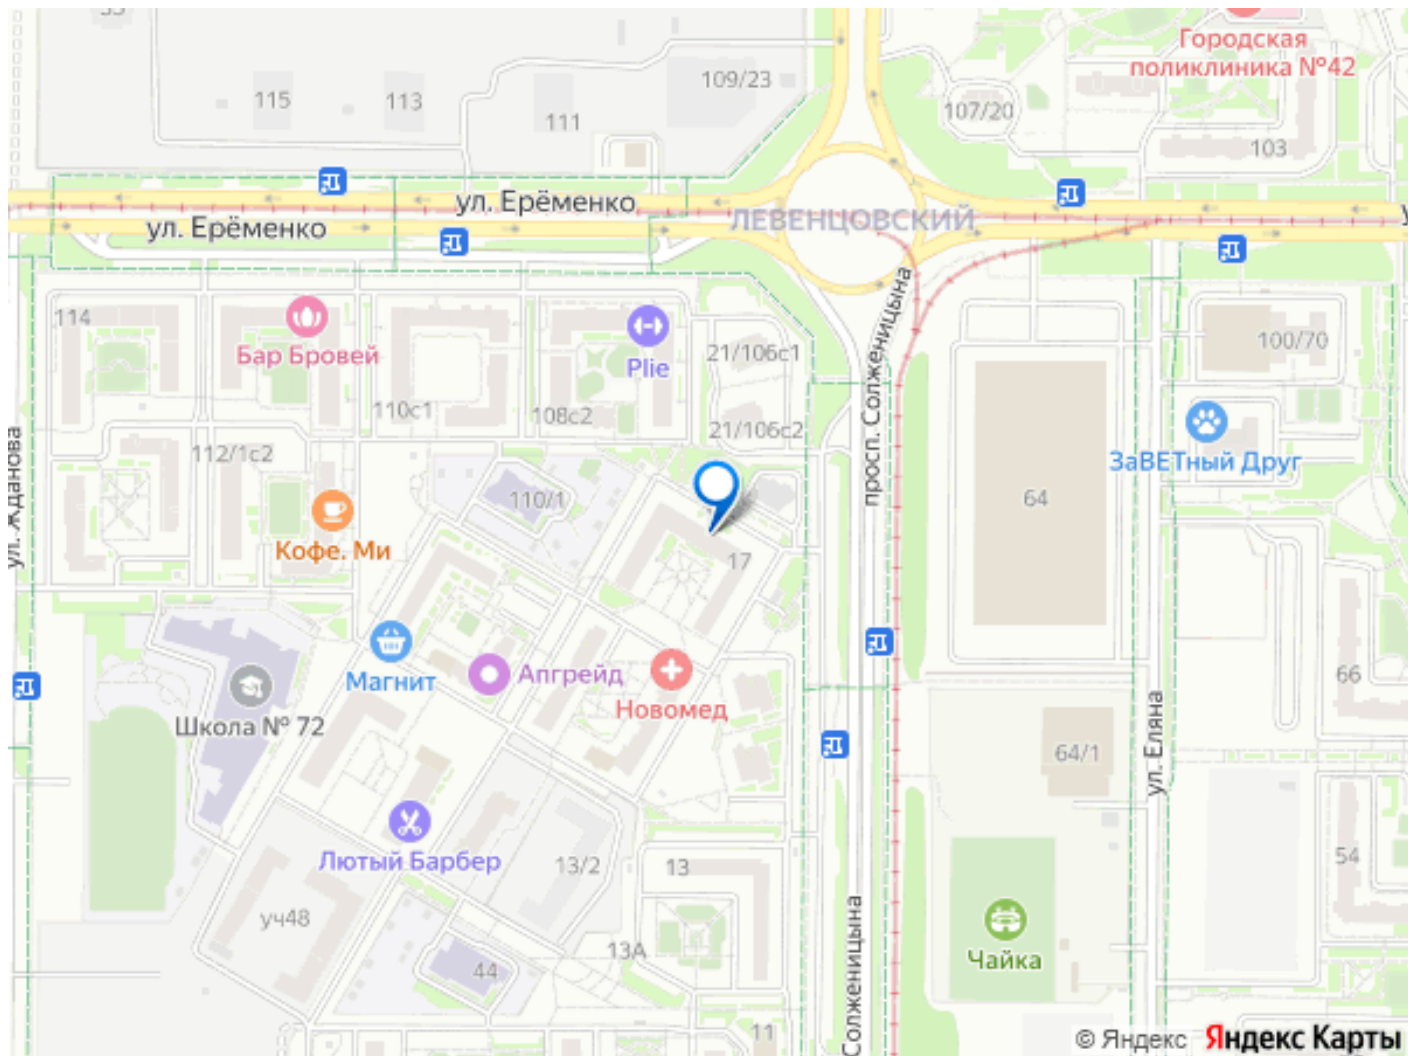 Городская
поликлиника №42
109/23
115
113
107/20
111
103
ул. Ерёменко
ЛЕВЕНЦОВСКИЙ
ул. Ерёменко
114
Бар Бровей
Plie
21/106с1
100/70
110с1
108с2
21/106с2
просп. Солженицына
112/1с2
ЗаВЕТный Друг
ул. Жданова
110/1
64
Кофе. Ми
17
Магнит
Апгрейд
66
Новомед
Школа № 72
64/1
ул. Еляна
Лютый Барбер
13/2
13
54
уч48
13А
Чайка
44
Солженицына
11
© Яндекс Яндекс Карты